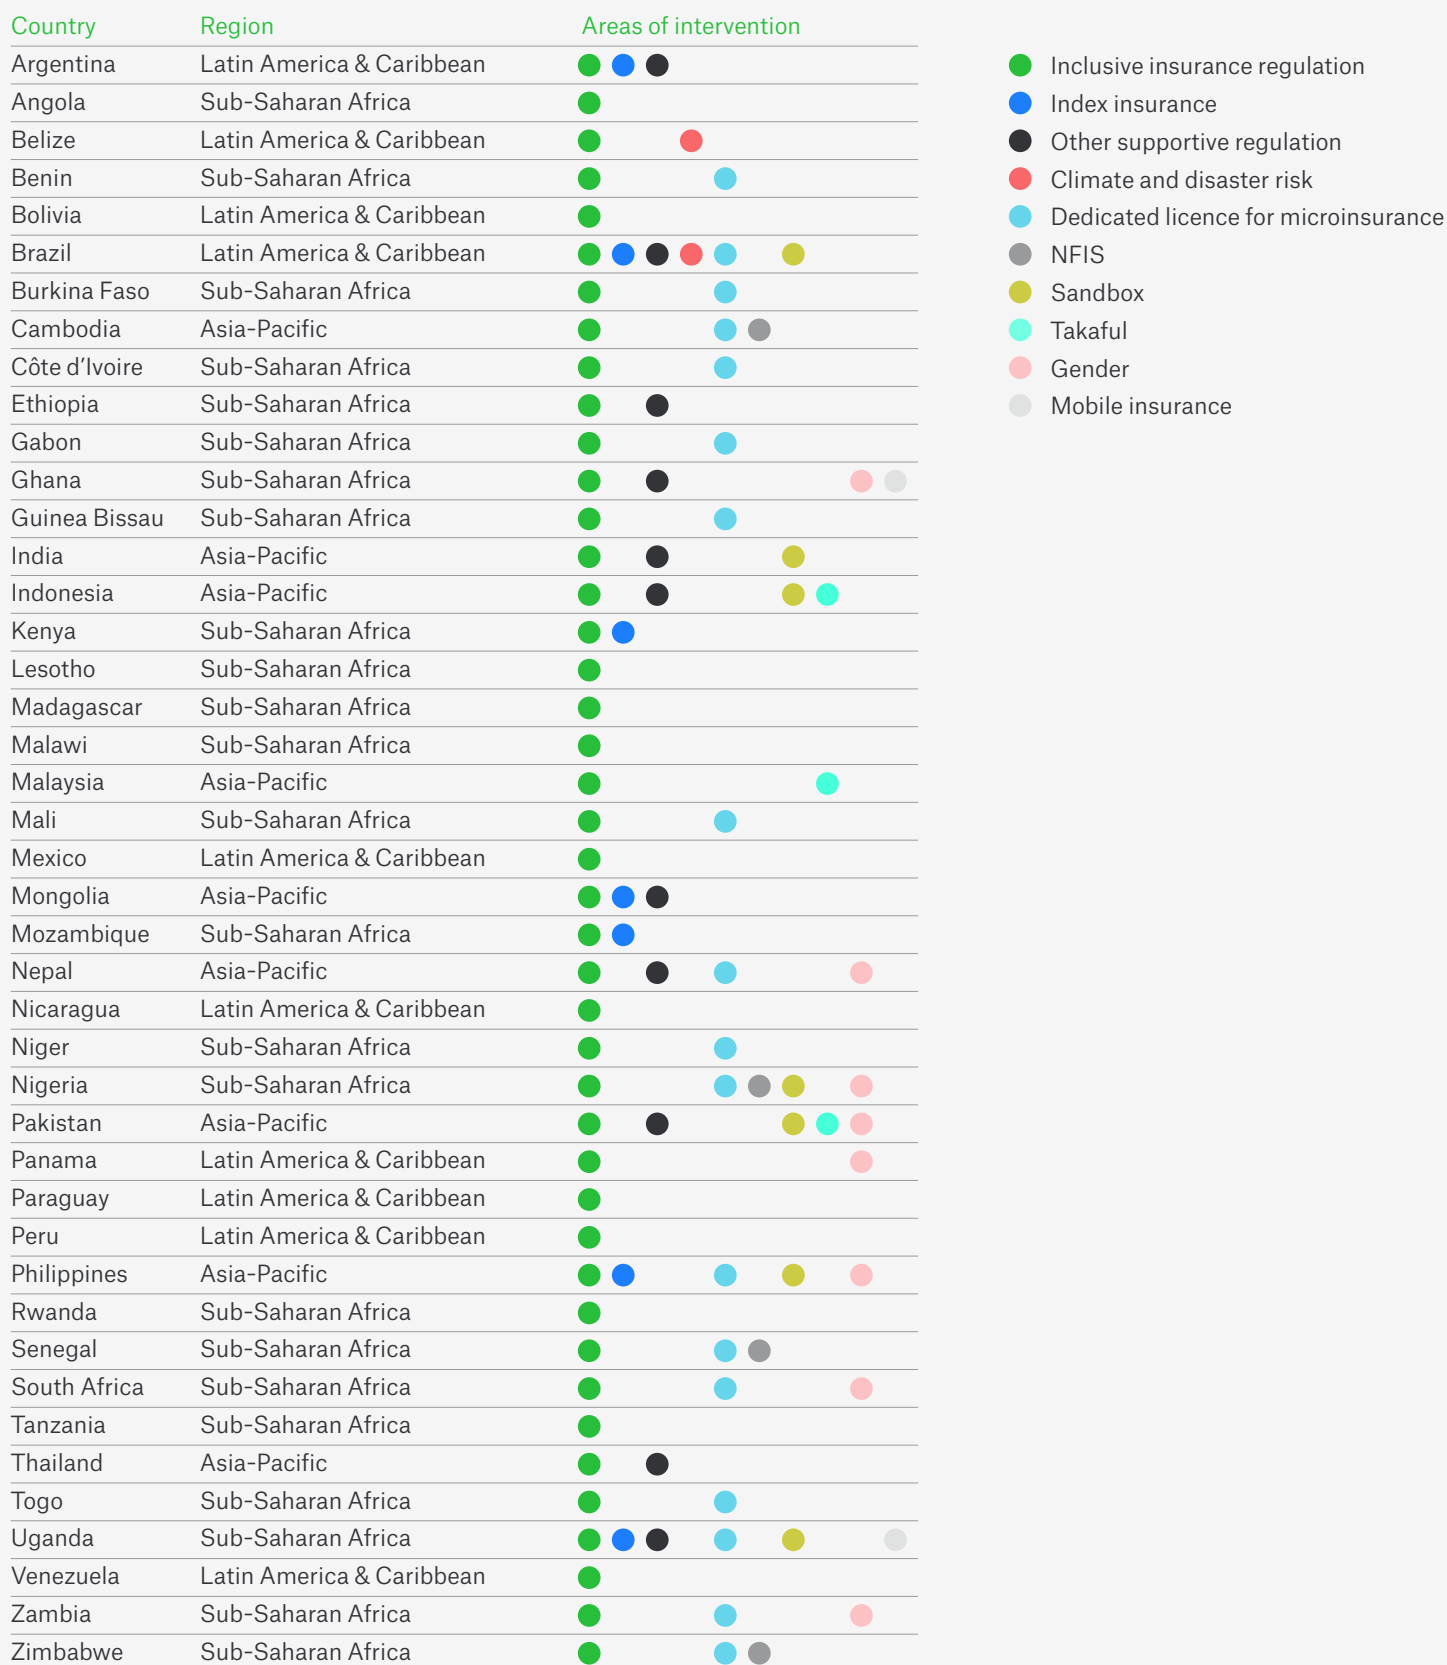 Country Region Areas of intervention
Argentina Latin America & Caribbean
Angola Sub-Saharan Africa
Belize Latin America & Caribbean
Benin Sub-Saharan Africa
Bolivia Latin America & Caribbean
Brazil Latin America & Caribbean
Burkina Faso Sub-Saharan Africa
Cambodia Asia-Pacific
Côte d’Ivoire Sub-Saharan Africa
Ethiopia Sub-Saharan Africa
Gabon Sub-Saharan Africa
Ghana Sub-Saharan Africa
Guinea Bissau Sub-Saharan Africa
India Asia-Pacific
Indonesia Asia-Pacific
Kenya Sub-Saharan Africa
Lesotho Sub-Saharan Africa
Madagascar Sub-Saharan Africa
Malawi Sub-Saharan Africa
Malaysia Asia-Pacific
Mali Sub-Saharan Africa
Mexico Latin America & Caribbean
Mongolia Asia-Pacific
Mozambique Sub-Saharan Africa
Nepal Asia-Pacific
Nicaragua Latin America & Caribbean
Niger Sub-Saharan Africa
Nigeria Sub-Saharan Africa
Pakistan Asia-Pacific
Panama Latin America & Caribbean
Paraguay Latin America & Caribbean
Peru Latin America & Caribbean
Philippines Asia-Pacific
Rwanda Sub-Saharan Africa
Senegal Sub-Saharan Africa
South Africa Sub-Saharan Africa
Tanzania Sub-Saharan Africa
Thailand Asia-Pacific
Togo Sub-Saharan Africa
Uganda Sub-Saharan Africa
Venezuela Latin America & Caribbean
Zambia Sub-Saharan Africa
Zimbabwe Sub-Saharan Africa
Inclusive insurance regulation
Index insurance
Other supportive regulation
Climate and disaster risk
Dedicated licence for microinsurance
NFIS
Sandbox
Takaful
Gender
Mobile insurance